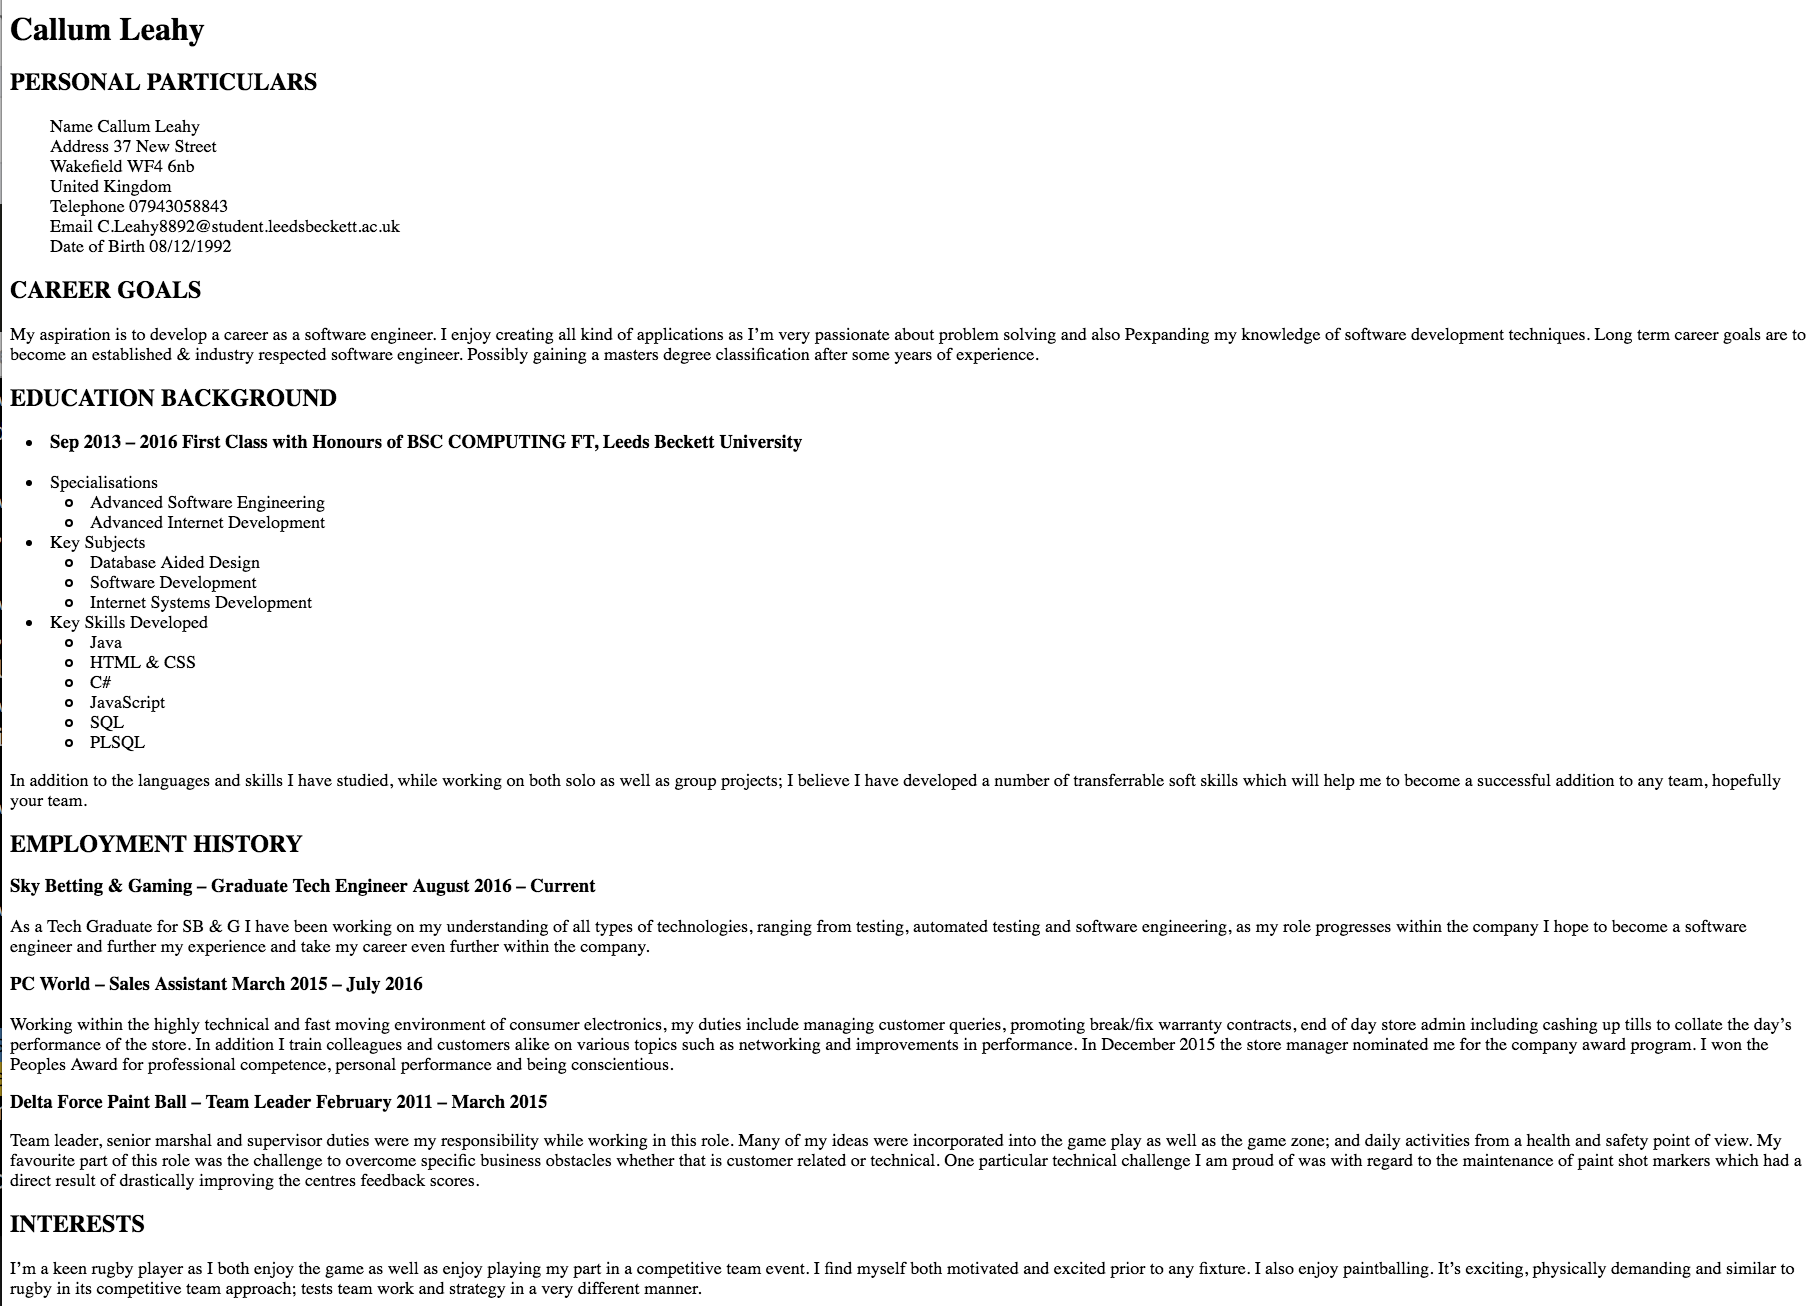 Callum Leahy
PERSONAL PARTICULARS
Name Callum Leahy
Address 37 New Street
Wakefield WF4 6nb
United Kingdom
Telephone 07943058843
Email C.Leahy8892@student.leedsbeckett.ac.uk
Date of Birth 08/12/1992
CAREER GOALS
My aspiration is to develop a career as a software engineer. I enjoy creating all kind of applications as I’m very passionate about problem solving and also Pexpanding my knowledge of software development techniques. Long term career goals are to
become an established & industry respected software engineer. Possibly gaining a masters degree classification after some years of experience.
EDUCATION BACKGROUND
• Sep 2013 – 2016 First Class with Honours of BSC COMPUTING FT, Leeds Beckett University
• Specialisations
◦ Advanced Software Engineering
◦ Advanced Internet Development
• Key Subjects
◦ Database Aided Design
◦ Software Development
◦ Internet Systems Development
• Key Skills Developed
◦ Java
◦ HTML & CSS
◦ C#
◦ JavaScript
◦ SQL
◦ PLSQL
In addition to the languages and skills I have studied, while working on both solo as well as group projects; I believe I have developed a number of transferrable soft skills which will help me to become a successful addition to any team, hopefully
your team.
EMPLOYMENT HISTORY
Sky Betting & Gaming – Graduate Tech Engineer August 2016 – Current
As a Tech Graduate for SB & G I have been working on my understanding of all types of technologies, ranging from testing, automated testing and software engineering, as my role progresses within the company I hope to become a software
engineer and further my experience and take my career even further within the company.
PC World – Sales Assistant March 2015 – July 2016
Working within the highly technical and fast moving environment of consumer electronics, my duties include managing customer queries, promoting break/fix warranty contracts, end of day store admin including cashing up tills to collate the day’s
performance of the store. In addition I train colleagues and customers alike on various topics such as networking and improvements in performance. In December 2015 the store manager nominated me for the company award program. I won the
Peoples Award for professional competence, personal performance and being conscientious.
Delta Force Paint Ball – Team Leader February 2011 – March 2015
Team leader, senior marshal and supervisor duties were my responsibility while working in this role. Many of my ideas were incorporated into the game play as well as the game zone; and daily activities from a health and safety point of view. My
favourite part of this role was the challenge to overcome specific business obstacles whether that is customer related or technical. One particular technical challenge I am proud of was with regard to the maintenance of paint shot markers which had a
direct result of drastically improving the centres feedback scores.
INTERESTS
I’m a keen rugby player as I both enjoy the game as well as enjoy playing my part in a competitive team event. I find myself both motivated and excited prior to any fixture. I also enjoy paintballing. It’s exciting, physically demanding and similar to
rugby in its competitive team approach; tests team work and strategy in a very different manner.